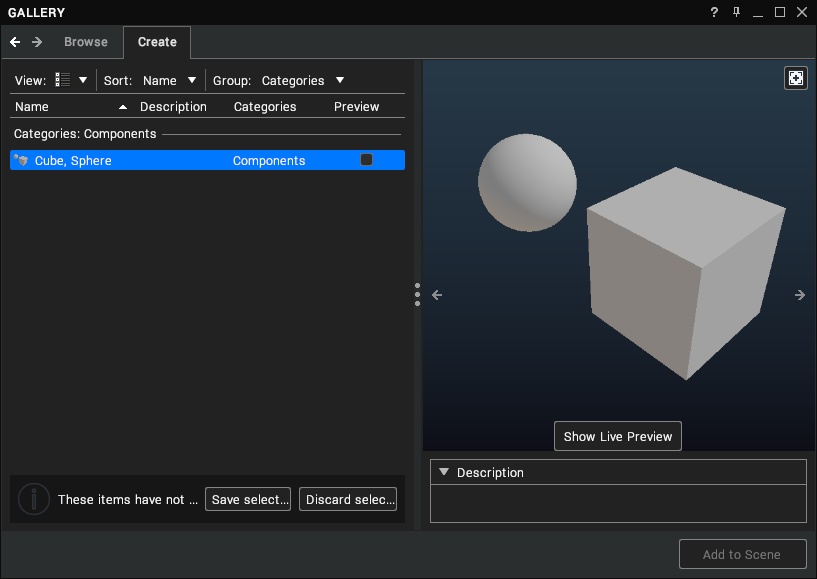 GALLERY
?
Browse
Create
View:
Sort: Name
Group: Categories
Name
Description
Categories
Preview
Categories: Components
Cube, Sphere
Components
These items have not ...
Save select...
Discard selec...
Show Live Preview
Description
Add to Scene